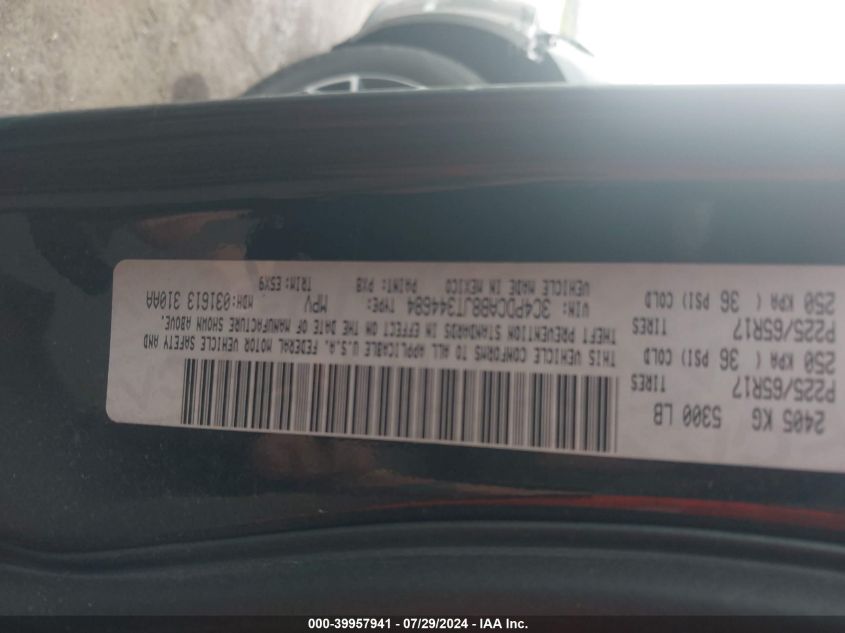 2405 KG 5300 LB
P225/65R17 TIRES
250 KPA ( 36 PSI) COLD
P225/65R17 TIRES
250 KPA ( 36 PSI) COLD
THIS VEHICLE CONFORMS TO ALL APPLICABLE U.S.A. FEDERAL MOTOR VEHICLE SAFETY AND
THEFT PREVENTION STANDARDS IN EFFECT ON THE DATE OF MANUFACTURE SHOWN ABOVE.
VIN: 3C4PDCAB8JT344684 TYPE: MPV MDH:031613 310AA
VEHICLE MADE IN MEXICO PAINT: PXB TRIM:E5X9
000-39957941 - 07/29/2024 - IAA Inc.